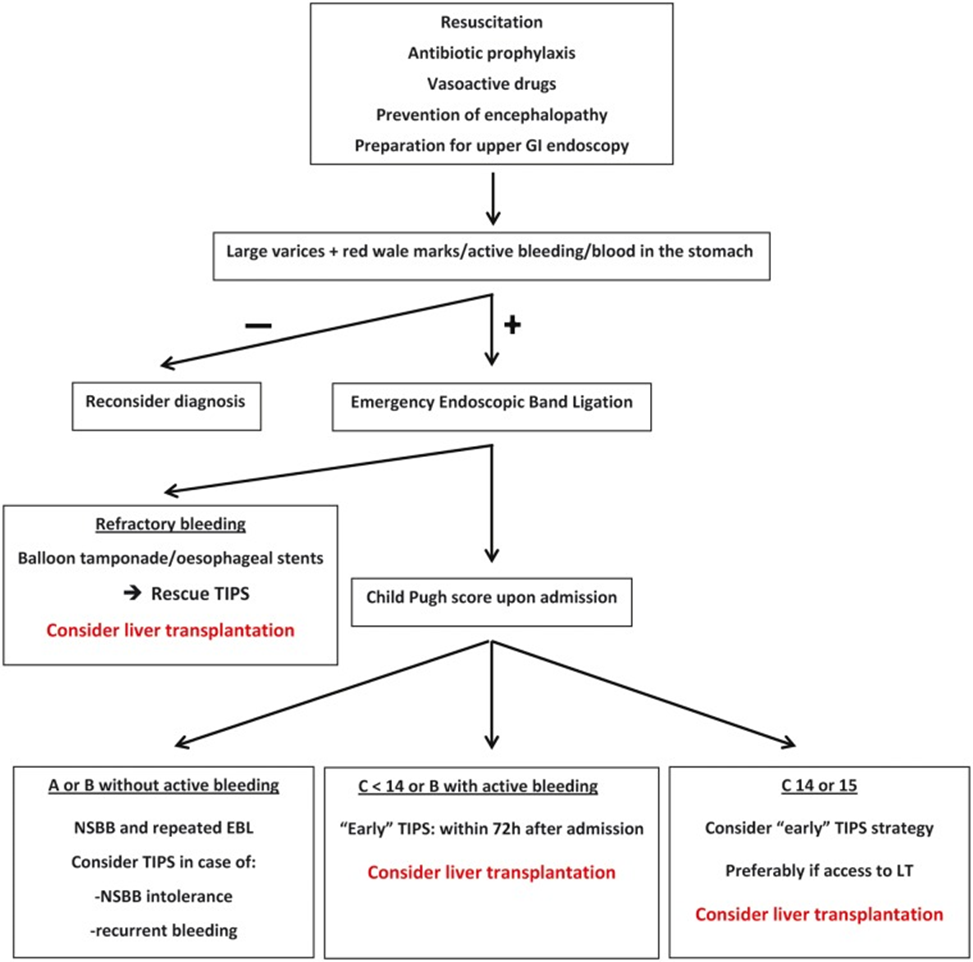 Resuscitation
Antibiotic prophylaxis
Vasoactive drugs
Prevention of encephalopathy
Preparation for upper GI endoscopy
Large varices + red wale marks/active bleeding/blood in the stomach
—
+
Reconsider diagnosis
Emergency Endoscopic Band Ligation
Refractory bleeding
Balloon tamponade/oesophageal stents
➔ Rescue TIPS
Consider liver transplantation
Child Pugh score upon admission
A or B without active bleeding
NSBB and repeated EBL
Consider TIPS in case of:
-NSBB intolerance
-recurrent bleeding
C < 14 or B with active bleeding
“Early” TIPS: within 72h after admission
Consider liver transplantation
C 14 or 15
Consider “early” TIPS strategy
Preferably if access to LT
Consider liver transplantation